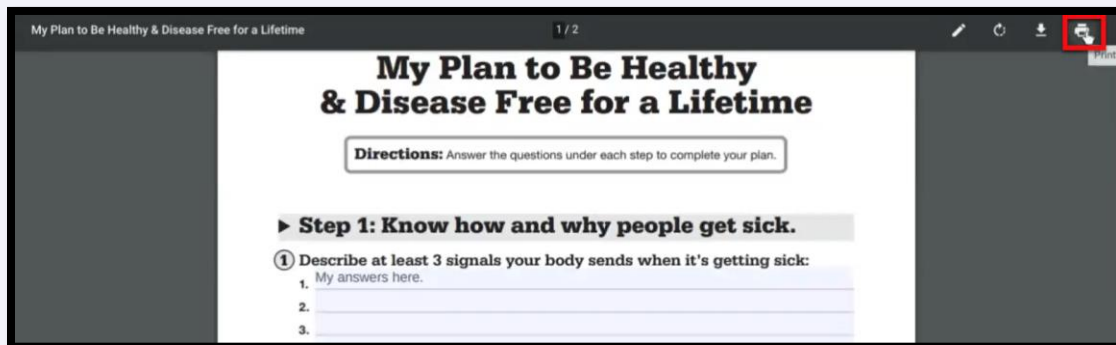 My Plan to Be Healthy & Disease Free for a Lifetime
1 / 2
Print
My Plan to Be Healthy
& Disease Free for a Lifetime
Directions: Answer the questions under each step to complete your plan.
► Step 1: Know how and why people get sick.
1 Describe at least 3 signals your body sends when it's getting sick:
1. My answers here.
2.
3.